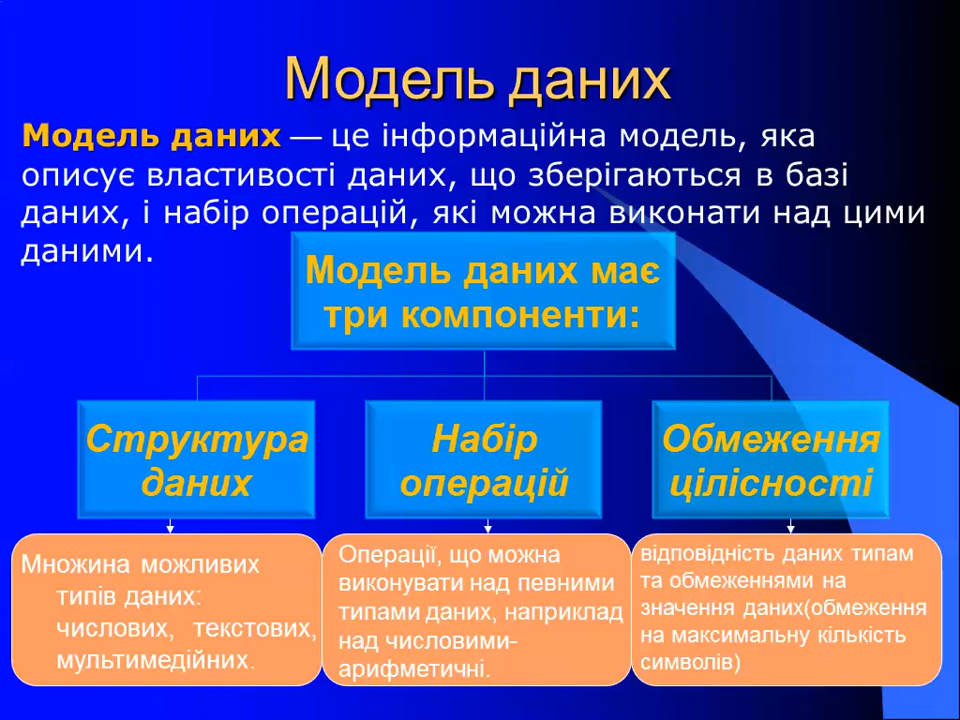 Модель даних
Модель даних — це інформаційна модель, яка
описує властивості даних, що зберігаються в базі
даних, і набір операцій, які можна виконати над цими
даними.
Модель даних має
три компоненти:
Структура
даних
Набір
операцій
Обмеження
цілісності
Множина можливих
типів даних:
числових, текстових,
мультимедійних.
Операції, що можна
виконувати над певними
типами даних, наприклад
над числовими-
арифметичні.
відповідність даних типам
та обмеженнями на
значення даних(обмеження
на максимальну кількість
символів)